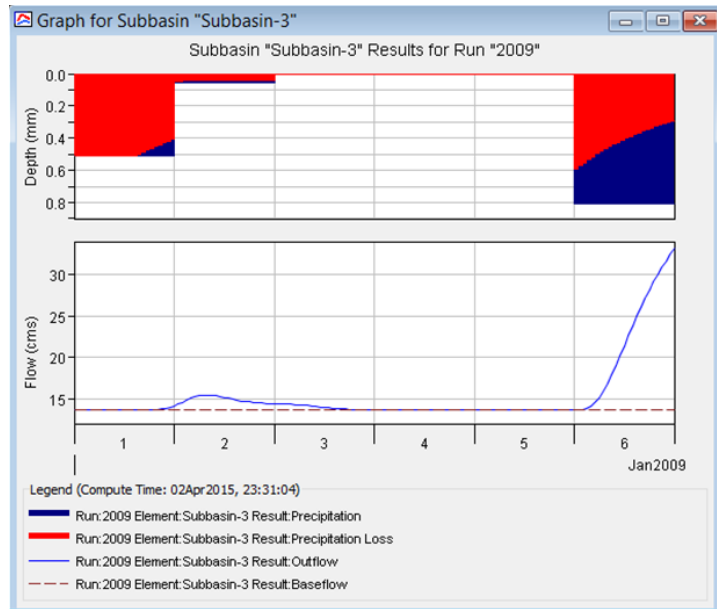 Graph for Subbasin "Subbasin-3"
Subbasin "Subbasin-3" Results for Run "2009"
Depth (mm)
0.0
0.2
0.4
0.6
0.8
Flow (cms)
30
25
20
15
1 2 3 4 5 6
Jan2009
Legend (Compute Time: 02Apr2015, 23:31:04)
Run:2009 Element:Subbasin-3 Result:Precipitation
Run:2009 Element:Subbasin-3 Result:Precipitation Loss
Run:2009 Element:Subbasin-3 Result:Outflow
Run:2009 Element:Subbasin-3 Result:Baseflow